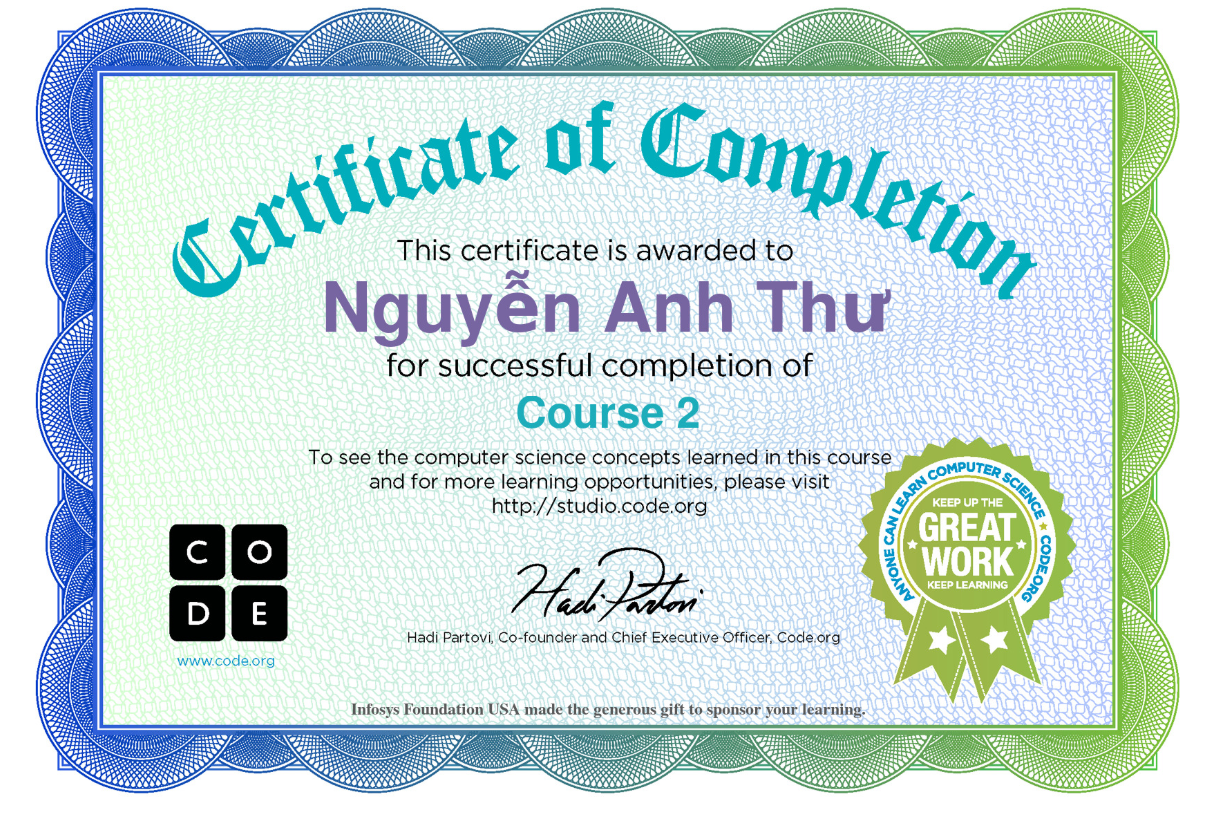 Certificate of Completion
This certificate is awarded to
Nguyễn Anh Thư
for successful completion of
Course 2
To see the computer science concepts learned in this course
and for more learning opportunities, please visit
http://studio.code.org
ANYONE CAN LEARN COMPUTER SCIENCE ★ CODE.ORG
KEEP UP THE
GREAT
WORK
KEEP LEARNING
C O
D E
www.code.org
Hadi Partovi
Hadi Partovi, Co-founder and Chief Executive Officer, Code.org
Infosys Foundation USA made the generous gift to sponsor your learning.